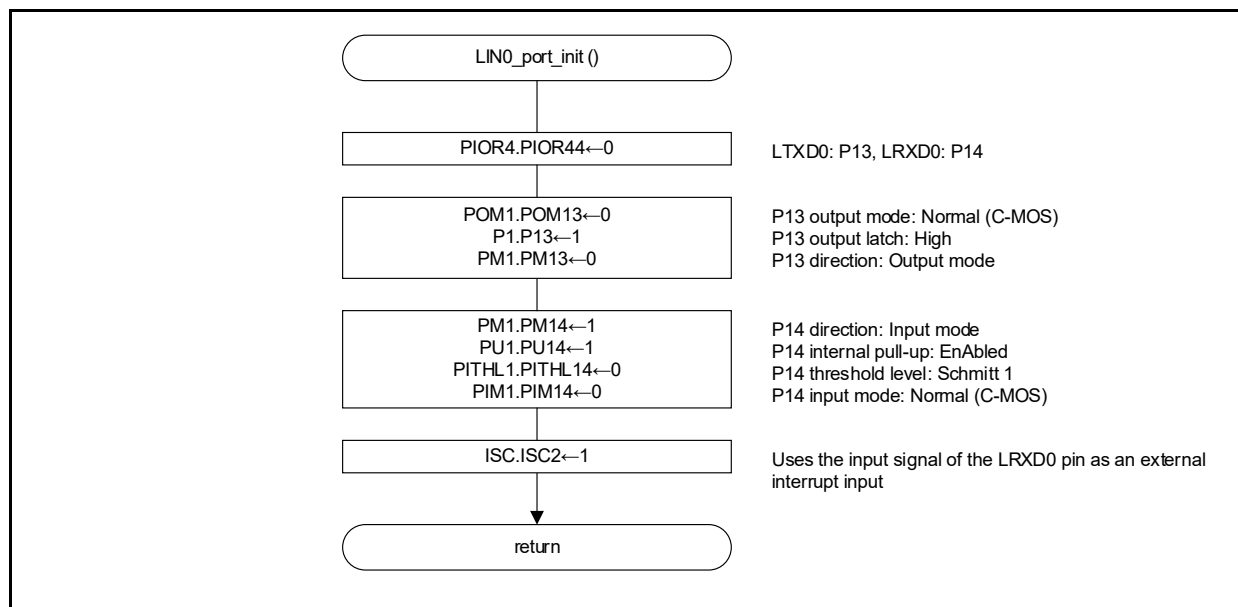 LIN0_port_init ()
PIOR4.PIOR44←0
LTXD0: P13, LRXD0: P14
POM1.POM13←0
P13 output mode: Normal (C-MOS)
P1.P13←1
P13 output latch: High
PM1.PM13←0
P13 direction: Output mode
PM1.PM14←1
P14 direction: Input mode
PU1.PU14←1
P14 internal pull-up: EnAbled
PITHL1.PITHL14←0
P14 threshold level: Schmitt 1
PIM1.PIM14←0
P14 input mode: Normal (C-MOS)
ISC.ISC2←1
Uses the input signal of the LRXD0 pin as an external
interrupt input
return